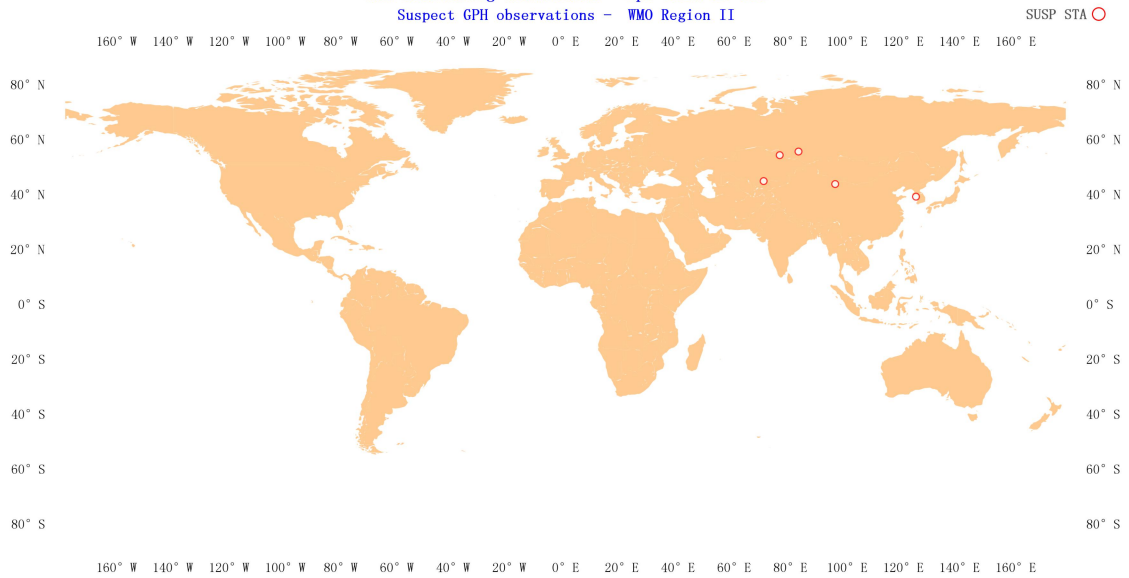 Suspect GPH observations - WMO Region II
SUSP STA
160° W 140° W 120° W 100° W 80° W 60° W 40° W 20° W 0° E 20° E 40° E 60° E 80° E 100° E 120° E 140° E 160° E
80° N 80° N
60° N 60° N
40° N 40° N
20° N 20° N
0° S 0° S
20° S 20° S
40° S 40° S
60° S 60° S
80° S 80° S
160° W 140° W 120° W 100° W 80° W 60° W 40° W 20° W 0° E 20° E 40° E 60° E 80° E 100° E 120° E 140° E 160° E